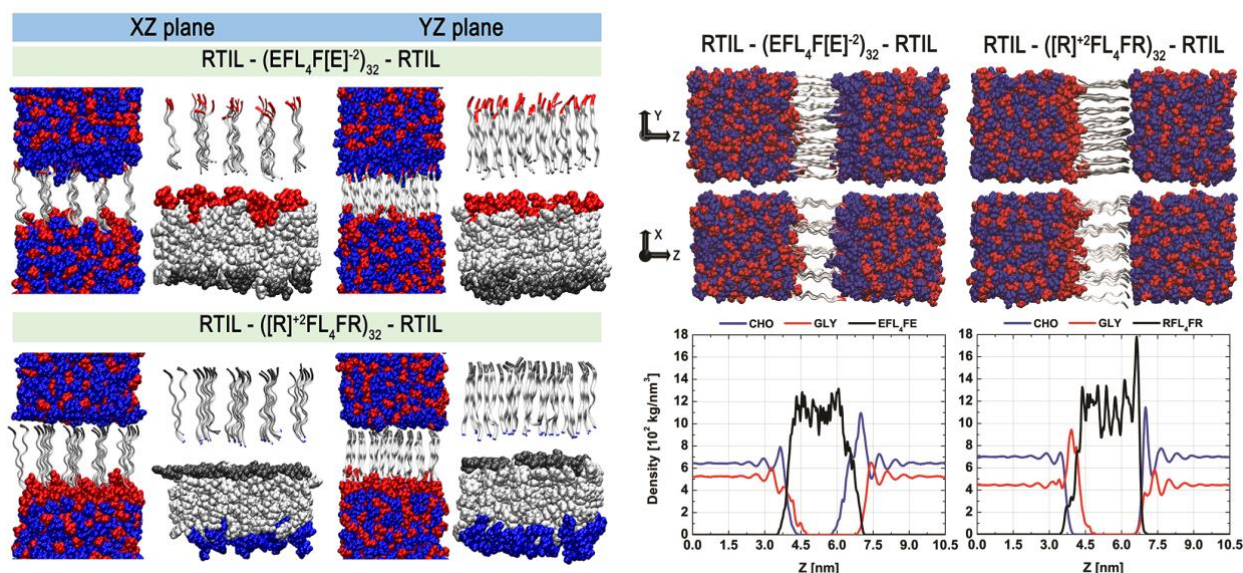 XZ plane YZ plane
RTIL - (EFL₄F[E]⁻²)₃₂ - RTIL
RTIL - ([R]⁺²FL₄FR)₃₂ - RTIL
RTIL - (EFL₄F[E]⁻²)₃₂ - RTIL RTIL - ([R]⁺²FL₄FR)₃₂ - RTIL
Y
Z
X
Z
CHO GLY EFL₄FE
CHO GLY RFL₄FR
Density [10² kg/nm³]
18
16
14
12
10
8
6
4
2
0
0.0 1.5 3.0 4.5 6.0 7.5 9.0 10.5
Z [nm]
18
16
14
12
10
8
6
4
2
0
0.0 1.5 3.0 4.5 6.0 7.5 9.0 10.5
Z [nm]